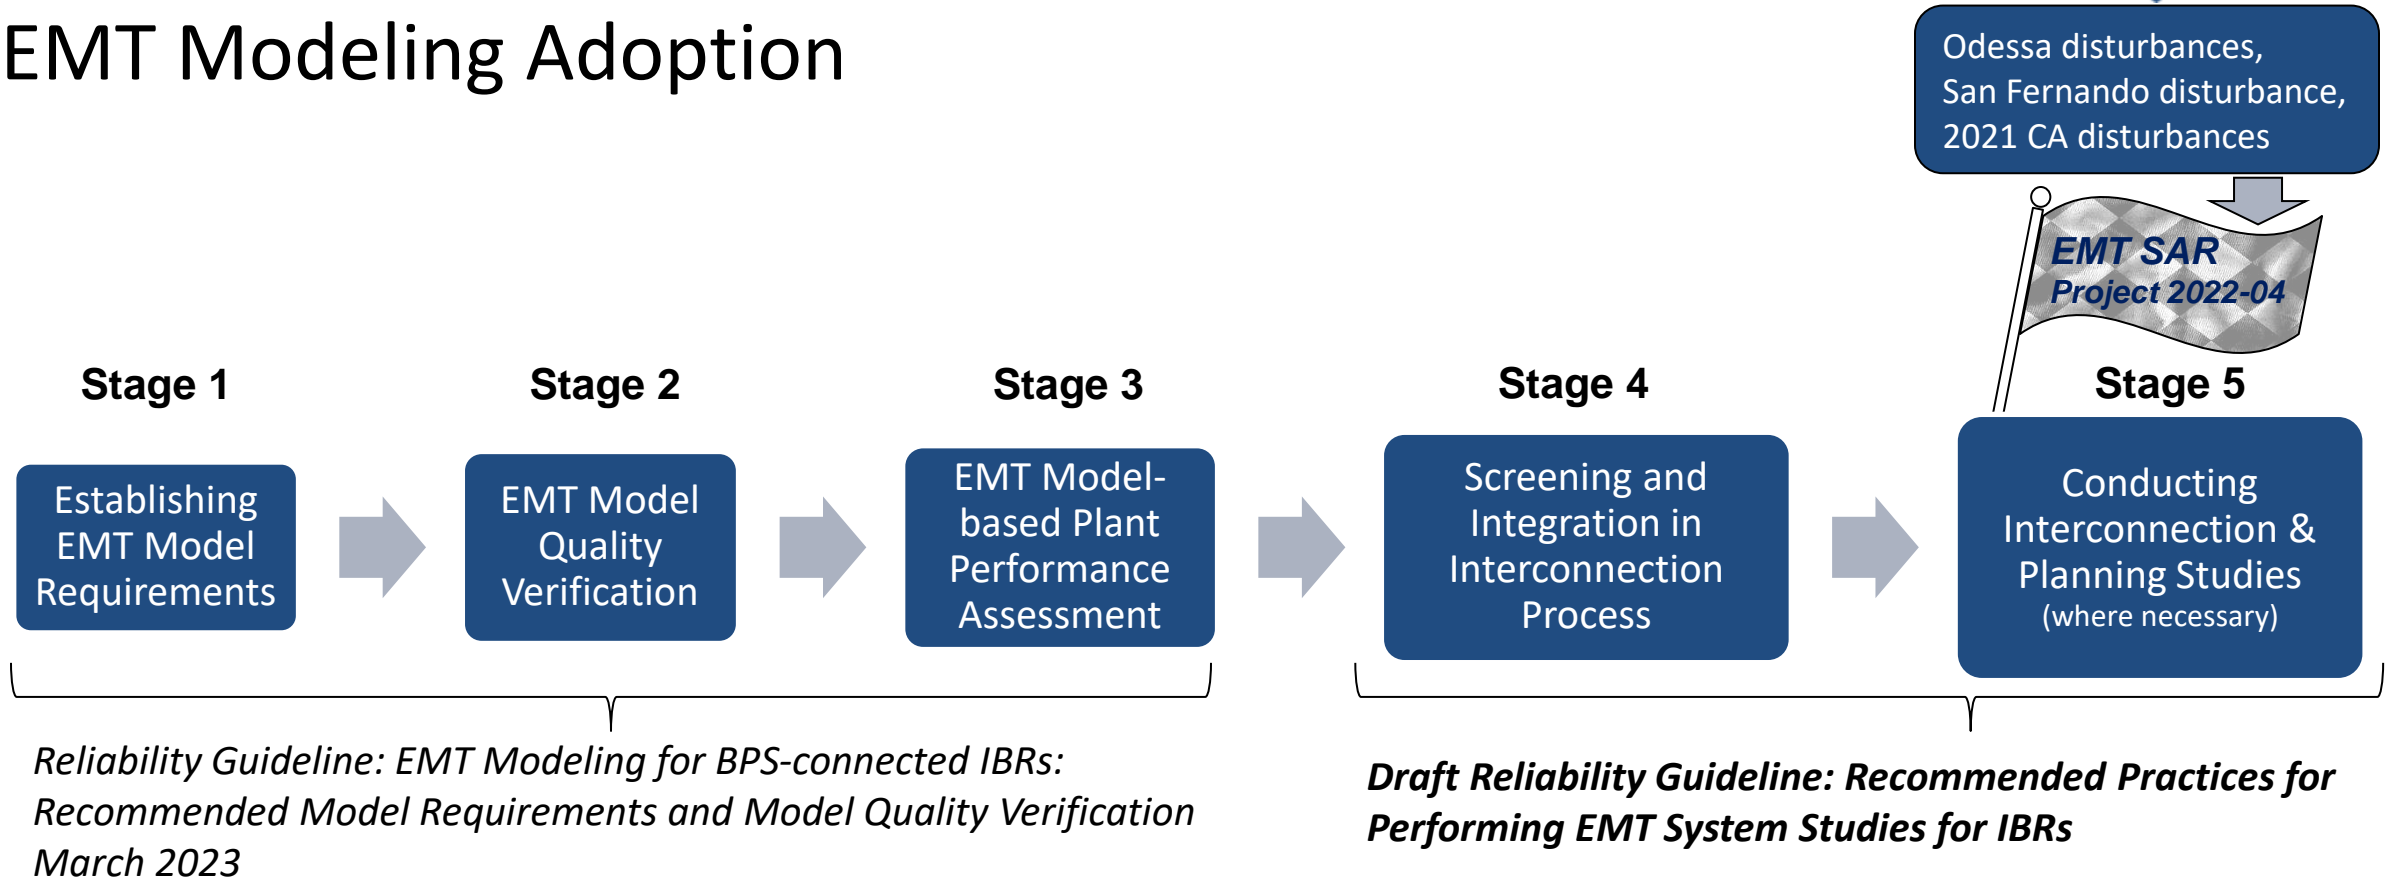 EMT Modeling Adoption
Odessa disturbances,
San Fernando disturbance,
2021 CA disturbances
EMT SAR
Project 2022-04
Stage 1
Stage 2
Stage 3
Stage 4
Stage 5
Establishing
EMT Model
Requirements
EMT Model
Quality
Verification
EMT Model-
based Plant
Performance
Assessment
Screening and
Integration in
Interconnection
Process
Conducting
Interconnection &
Planning Studies
(where necessary)
Reliability Guideline: EMT Modeling for BPS-connected IBRs:
Recommended Model Requirements and Model Quality Verification
March 2023
Draft Reliability Guideline: Recommended Practices for
Performing EMT System Studies for IBRs